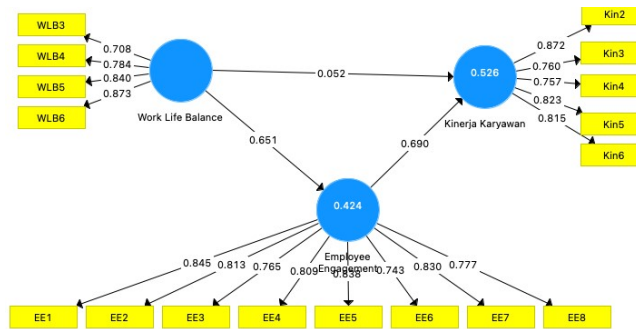 WLB3
WLB4
WLB5
WLB6
0.708
0.784
0.840
0.873
Work Life Balance
0.052
0.651
0.690
0.526
Kinerja Karyawan
0.872
0.760
0.757
0.823
0.815
Kin2
Kin3
Kin4
Kin5
Kin6
0.424
Employee
Engagement
0.845
0.813
0.765
0.809
0.838
0.743
0.830
0.777
EE1
EE2
EE3
EE4
EE5
EE6
EE7
EE8